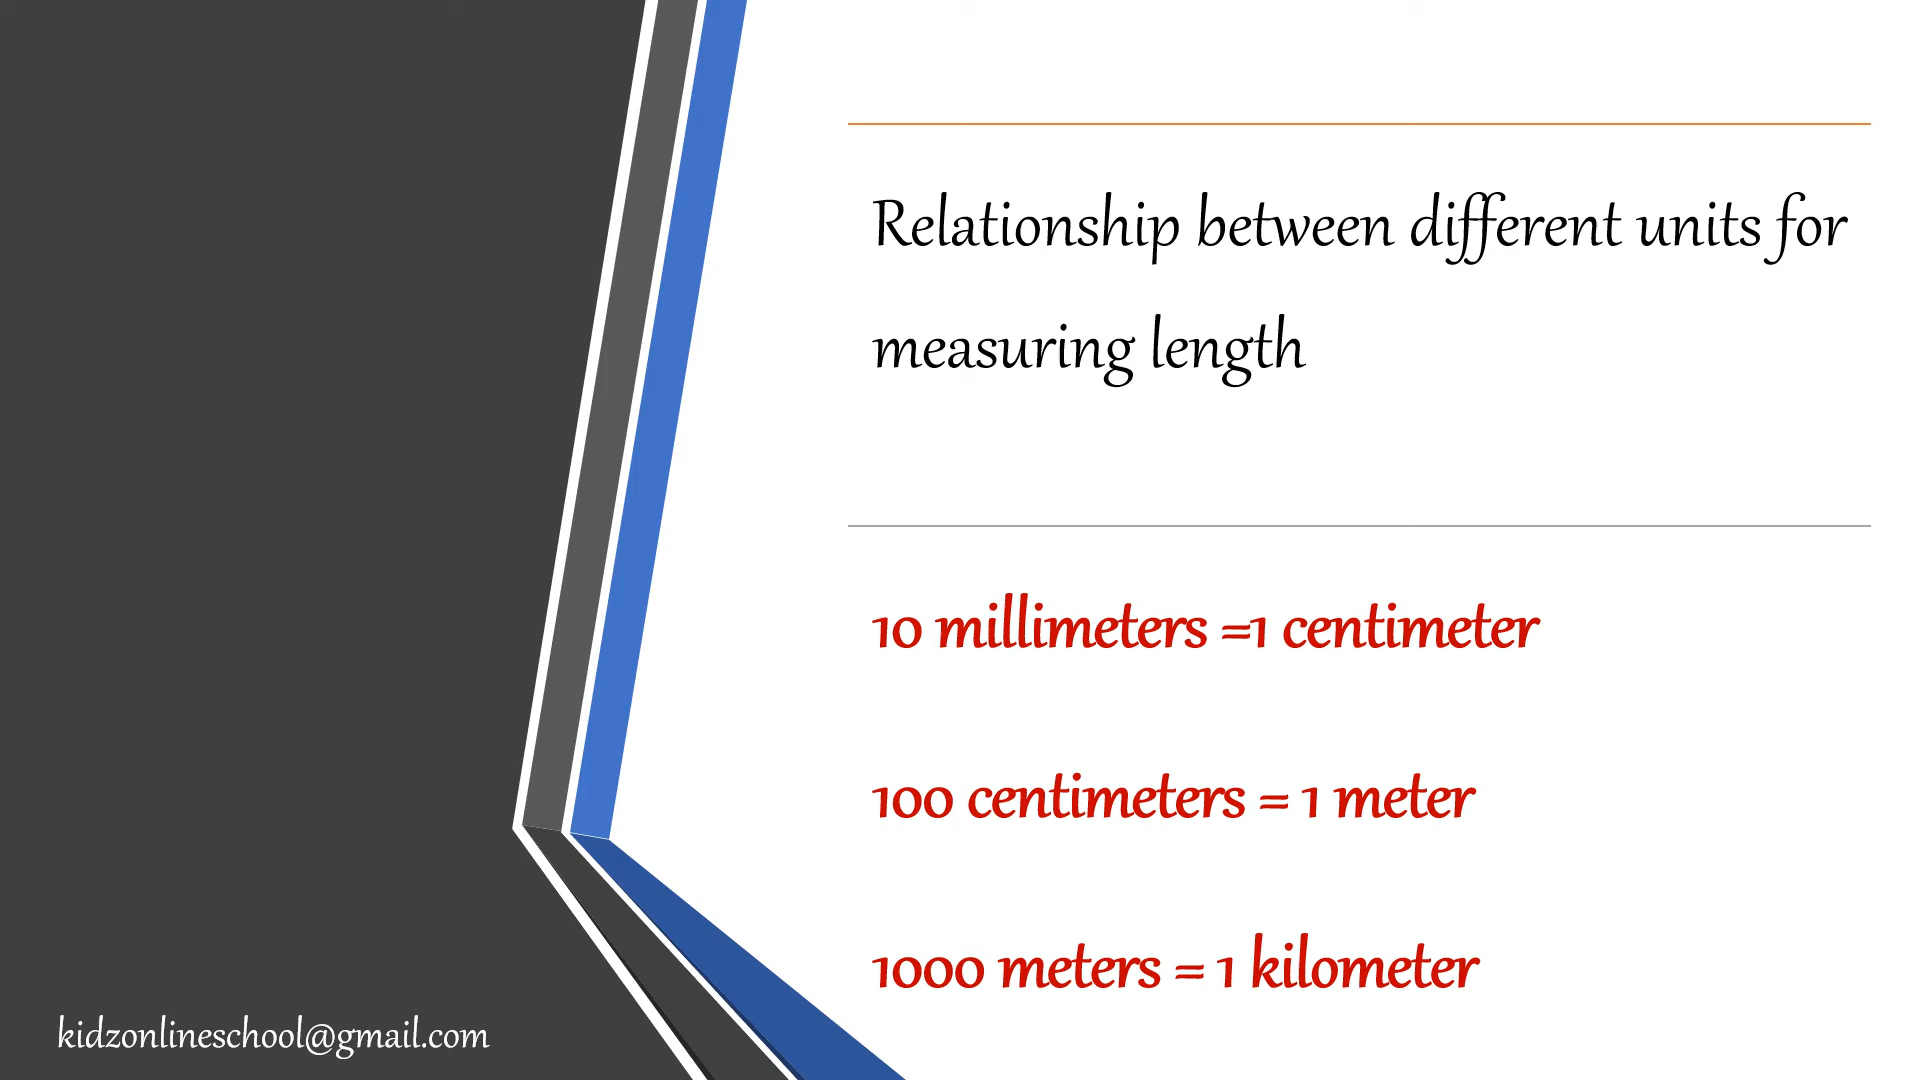 Relationship between different units for
measuring length
10 millimeters =1 centimeter
100 centimeters = 1 meter
1000 meters = 1 kilometer
kidzonlineschool@gmail.com